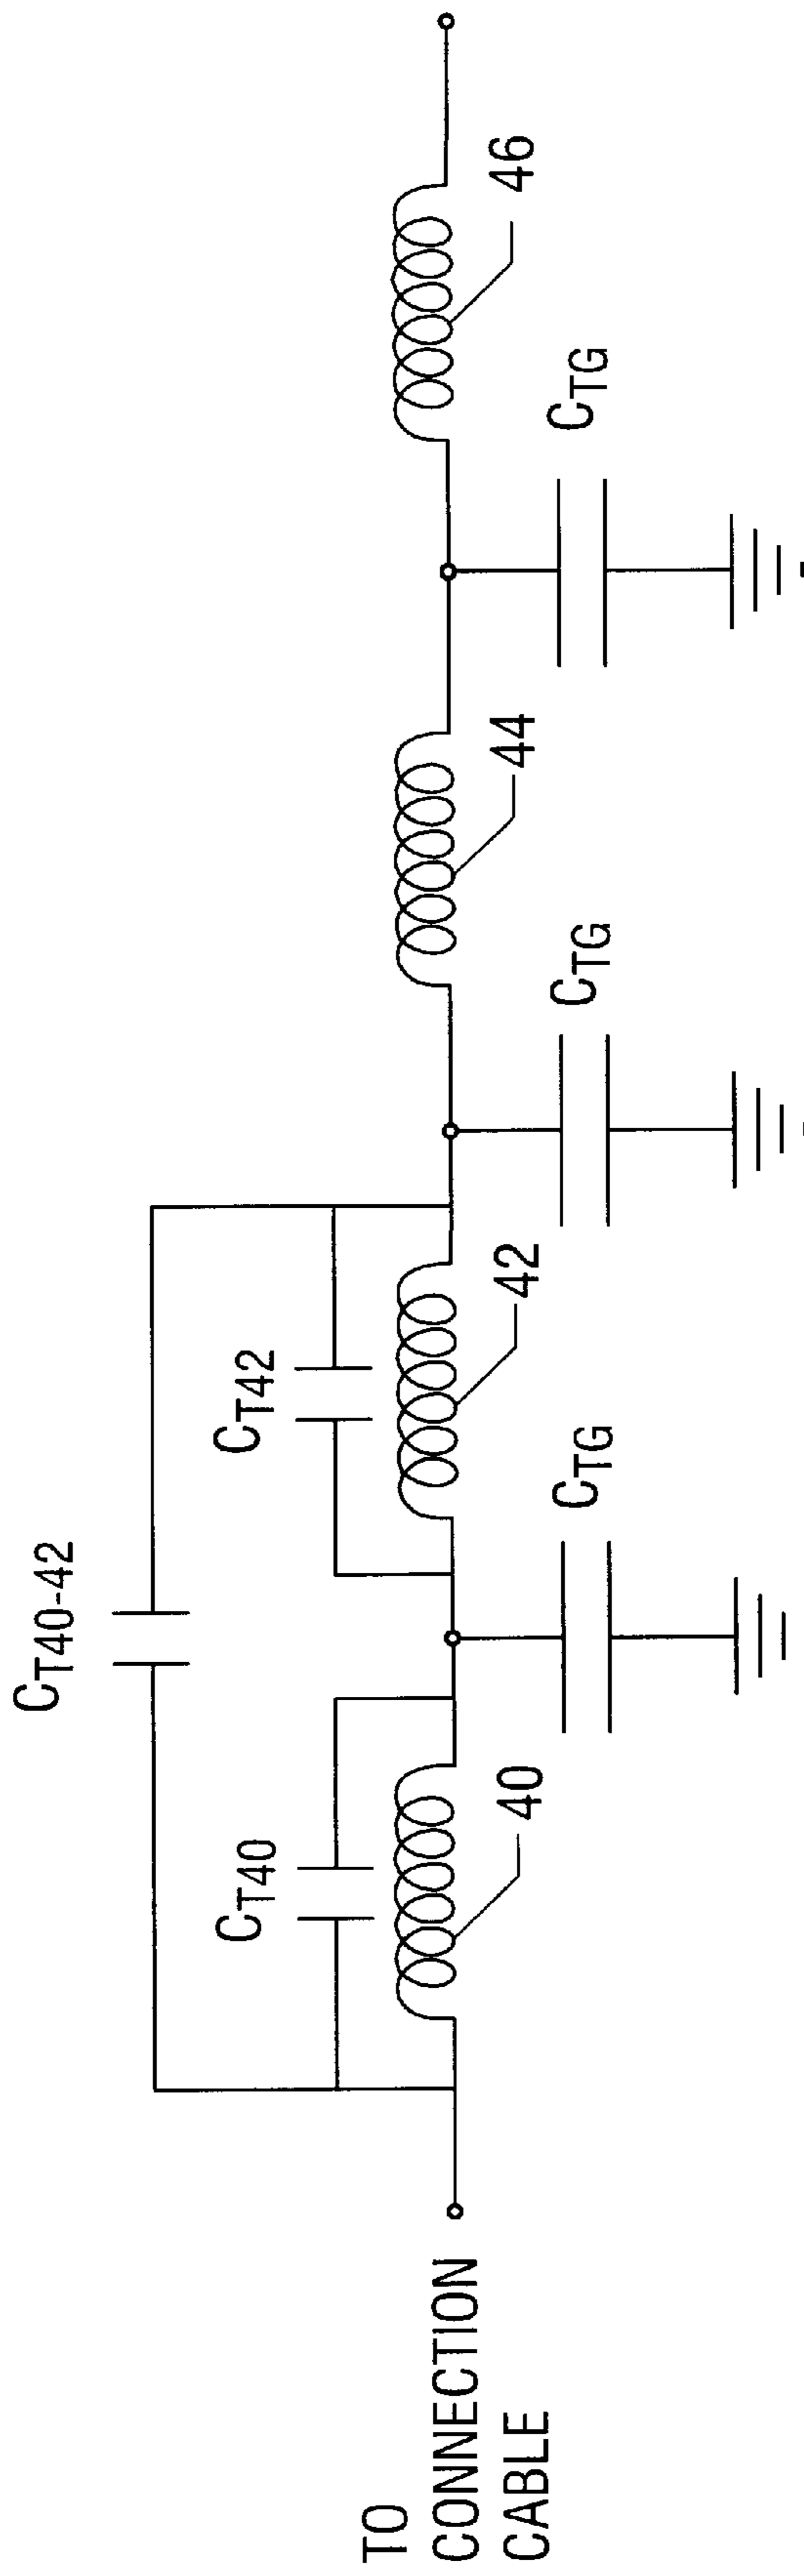 C_T40-42
C_T40
C_T42
40
42
44
46
C_TG
C_TG
C_TG
TO
CONNECTION
CABLE